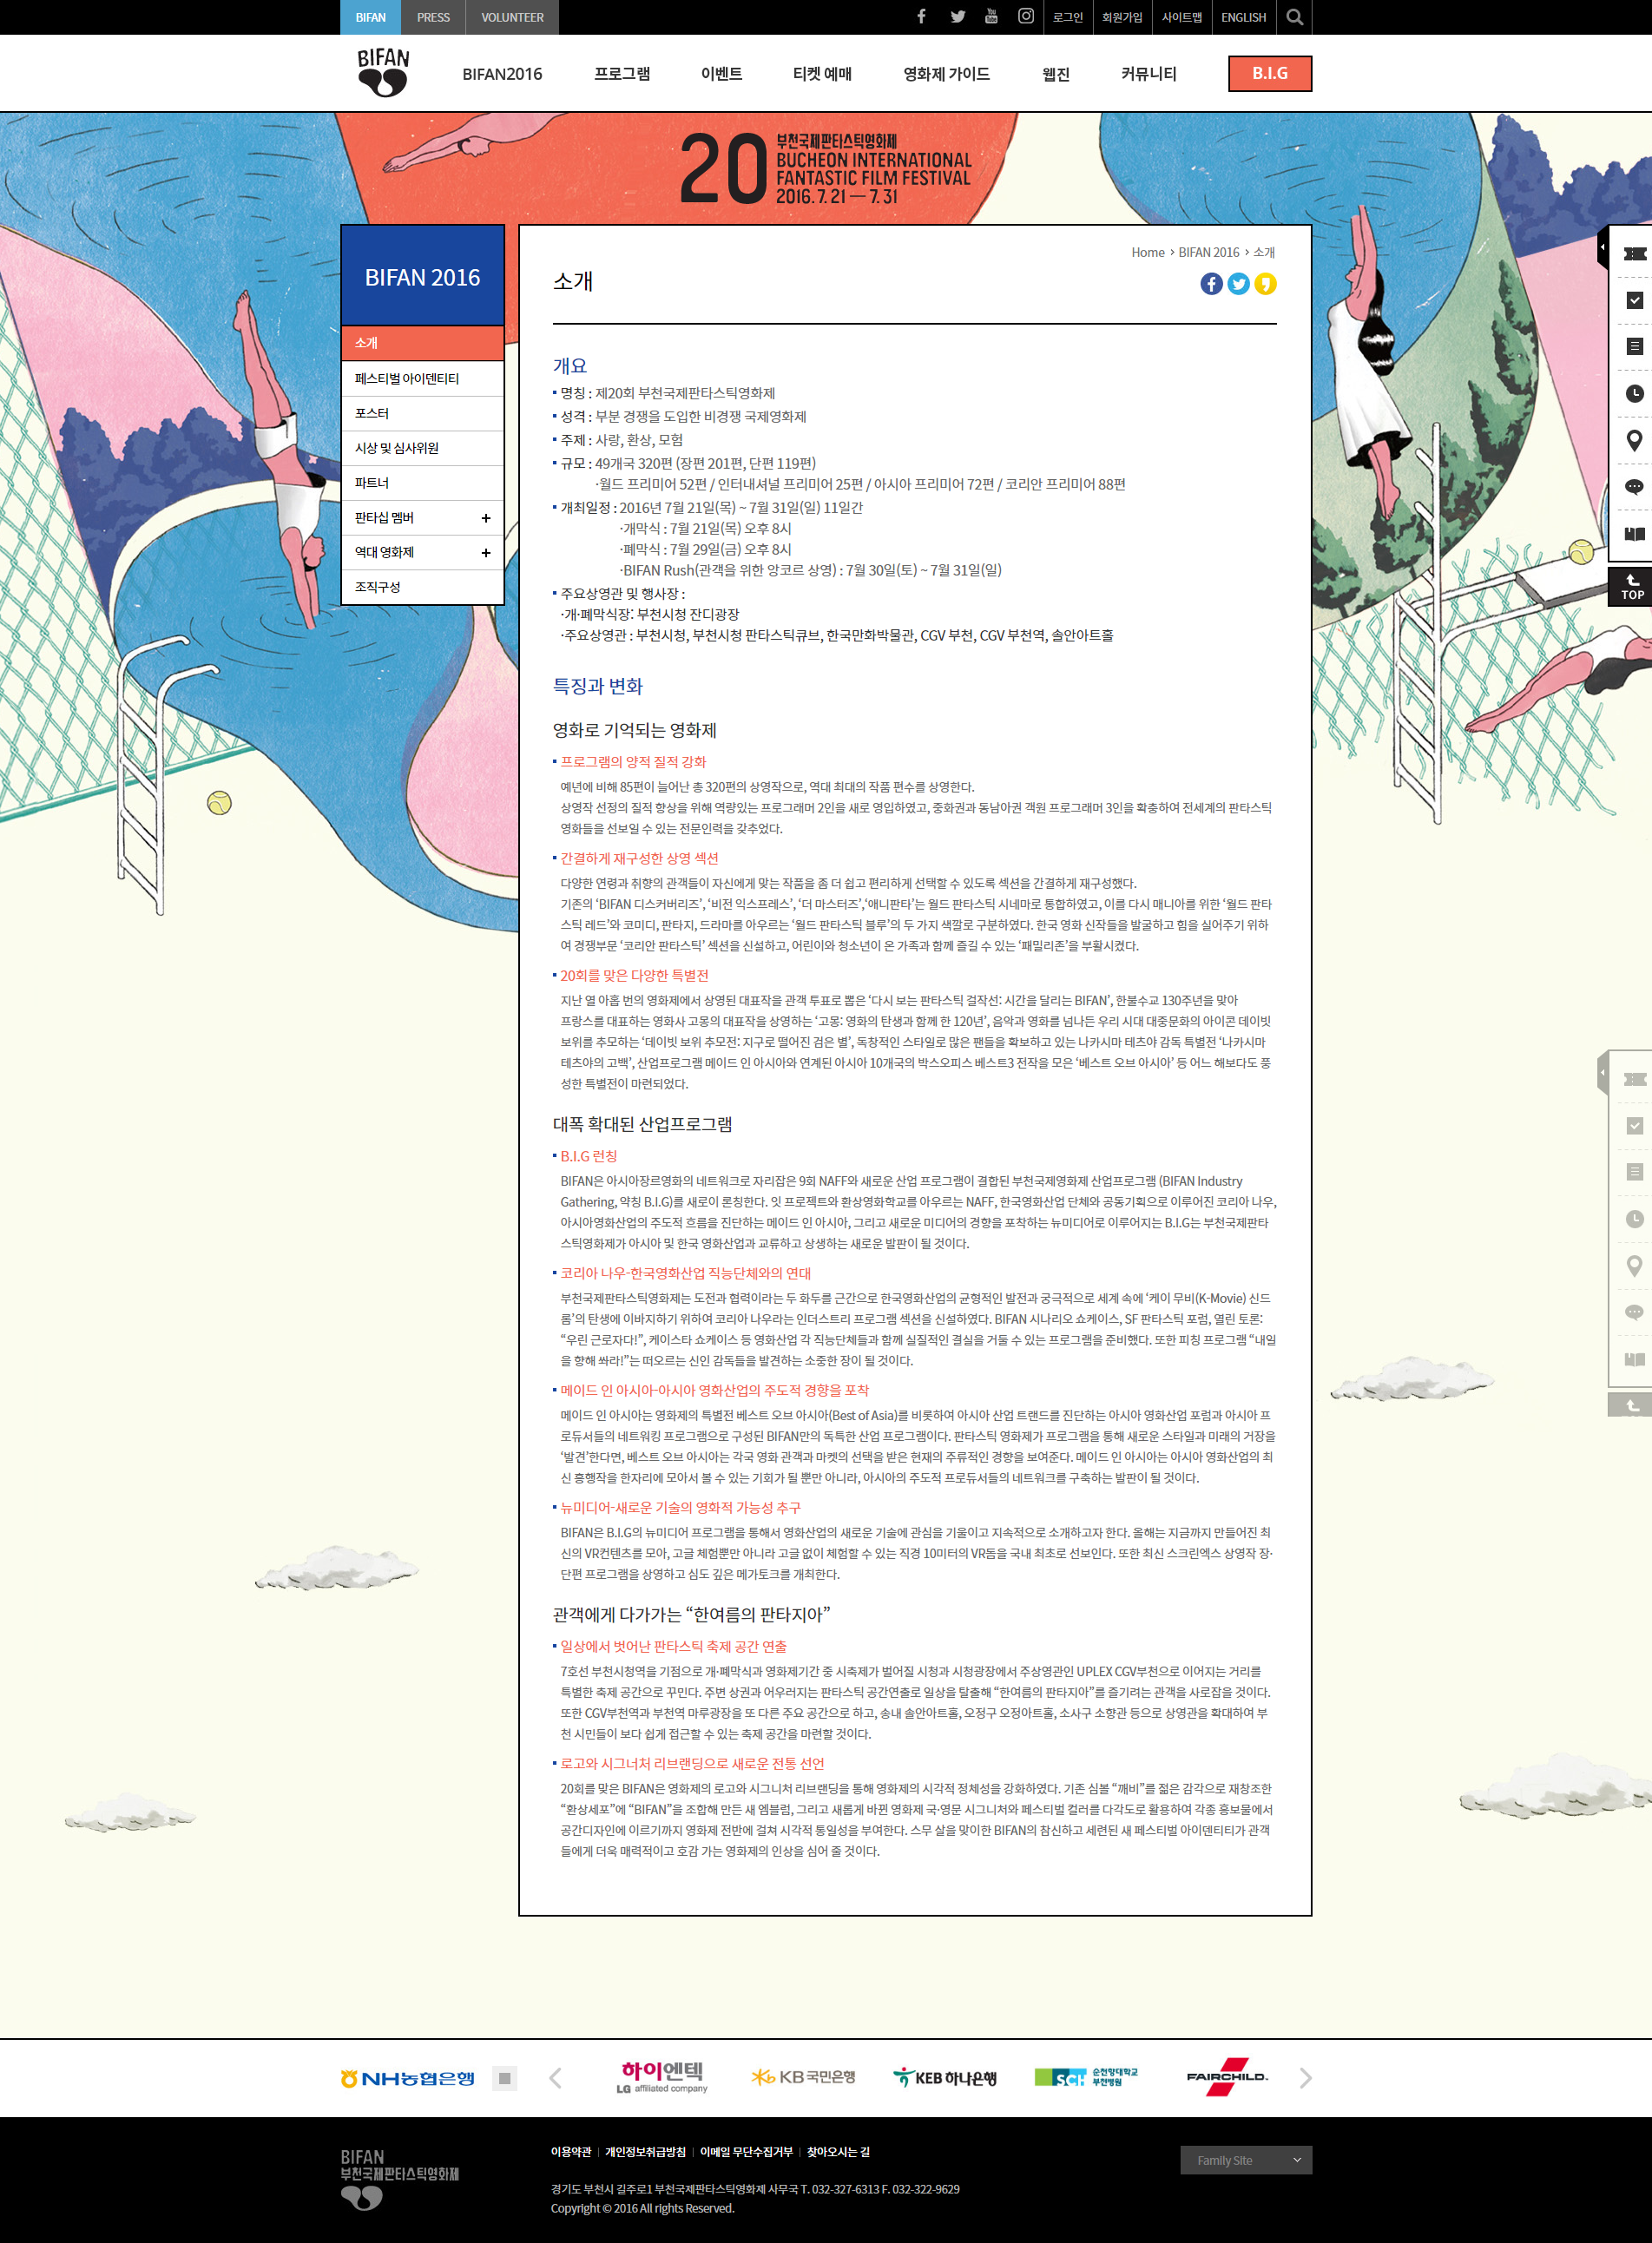 BIFAN PRESS VOLUNTEER
로그인 회원가입 사이트맵 ENGLISH
BIFAN BIFAN2016 프로그램 이벤트 티켓 예매 영화제 가이드 웹진 커뮤니티 B.I.G
20 부천국제판타스틱영화제
BUCHEON INTERNATIONAL
FANTASTIC FILM FESTIVAL
2016. 7. 21 — 7. 31
BIFAN 2016
소개
페스티벌 아이덴티티
포스터
시상 및 심사위원
파트너
판타십 멤버
역대 영화제
조직구성
Home > BIFAN 2016 > 소개
소개
개요
명칭 : 제20회 부천국제판타스틱영화제
성격 : 부분 경쟁을 도입한 비경쟁 국제영화제
주제 : 사랑, 환상, 모험
규모 : 49개국 320편 (장편 201편, 단편 119편)
·월드 프리미어 52편 / 인터내셔널 프리미어 25편 / 아시아 프리미어 72편 / 코리안 프리미어 88편
개최일정 : 2016년 7월 21일(목) ~ 7월 31일(일) 11일간
·개막식 : 7월 21일(목) 오후 8시
·폐막식 : 7월 29일(금) 오후 8시
·BIFAN Rush(관객을 위한 앙코르 상영) : 7월 30일(토) ~ 7월 31일(일)
주요상영관 및 행사장 :
·개·폐막식장: 부천시청 잔디광장
·주요상영관 : 부천시청, 부천시청 판타스틱큐브, 한국만화박물관, CGV 부천, CGV 부천역, 솔안아트홀
특징과 변화
영화로 기억되는 영화제
프로그램의 양적 질적 강화
예년에 비해 85편이 늘어난 총 320편의 상영작으로, 역대 최대의 작품 편수를 상영한다.
상영작 선정의 질적 향상을 위해 역량있는 프로그래머 2인을 새로 영입하였고, 중화권과 동남아권 객원 프로그래머 3인을 확충하여 전세계의 판타스틱
영화들을 선보일 수 있는 전문인력을 갖추었다.
간결하게 재구성한 상영 섹션
다양한 연령과 취향의 관객들이 자신에게 맞는 작품을 좀 더 쉽고 편리하게 선택할 수 있도록 섹션을 간결하게 재구성했다.
기존의 ‘BIFAN 디스커버리즈’, ‘비전 익스프레스’, ‘더 마스터즈’,‘애니판타’는 월드 판타스틱 시네마로 통합하였고, 이를 다시 매니아를 위한 ‘월드 판타
스틱 레드’와 코미디, 판타지, 드라마를 아우르는 ‘월드 판타스틱 블루’의 두 가지 색깔로 구분하였다. 한국 영화 신작들을 발굴하고 힘을 실어주기 위하
여 경쟁부문 ‘코리안 판타스틱’ 섹션을 신설하고, 어린이와 청소년이 온 가족과 함께 즐길 수 있는 ‘패밀리존’을 부활시켰다.
20회를 맞은 다양한 특별전
지난 열 아홉 번의 영화제에서 상영된 대표작을 관객 투표로 뽑은 ‘다시 보는 판타스틱 걸작선: 시간을 달리는 BIFAN’, 한불수교 130주년을 맞아
프랑스를 대표하는 영화사 고몽의 대표작을 상영하는 ‘고몽: 영화의 탄생과 함께 한 120년’, 음악과 영화를 넘나든 우리 시대 대중문화의 아이콘 데이빗
보위를 추모하는 ‘데이빗 보위 추모전: 지구로 떨어진 검은 별’, 독창적인 스타일로 많은 팬들을 확보하고 있는 나카시마 테츠야 감독 특별전 ‘나카시마
테츠야의 고백’, 산업프로그램 메이드 인 아시아와 연계된 아시아 10개국의 박스오피스 베스트3 전작을 모은 ‘베스트 오브 아시아’ 등 어느 해보다도 풍
성한 특별전이 마련되었다.
대폭 확대된 산업프로그램
B.I.G 런칭
BIFAN은 아시아장르영화의 네트워크로 자리잡은 9회 NAFF와 새로운 산업 프로그램이 결합된 부천국제영화제 산업프로그램 (BIFAN Industry
Gathering, 약칭 B.I.G)를 새로이 론칭한다. 잇 프로젝트와 환상영화학교를 아우르는 NAFF, 한국영화산업 단체와 공동기획으로 이루어진 코리아 나우,
아시아영화산업의 주도적 흐름을 진단하는 메이드 인 아시아, 그리고 새로운 미디어의 경향을 포착하는 뉴미디어로 이루어지는 B.I.G는 부천국제판타
스틱영화제가 아시아 및 한국 영화산업과 교류하고 상생하는 새로운 발판이 될 것이다.
코리아 나우-한국영화산업 직능단체와의 연대
부천국제판타스틱영화제는 도전과 협력이라는 두 화두를 근간으로 한국영화산업의 균형적인 발전과 궁극적으로 세계 속에 ‘케이 무비(K-Movie) 신드
롬’의 탄생에 이바지하기 위하여 코리아 나우라는 인더스트리 프로그램 섹션을 신설하였다. BIFAN 시나리오 쇼케이스, SF 판타스틱 포럼, 열린 토론:
“우린 근로자다!”, 케이스타 쇼케이스 등 영화산업 각 직능단체들과 함께 실질적인 결실을 거둘 수 있는 프로그램을 준비했다. 또한 피칭 프로그램 “내일
을 향해 쏴라!”는 떠오르는 신인 감독들을 발견하는 소중한 장이 될 것이다.
메이드 인 아시아-아시아 영화산업의 주도적 경향을 포착
메이드 인 아시아는 영화제의 특별전 베스트 오브 아시아(Best of Asia)를 비롯하여 아시아 산업 트랜드를 진단하는 아시아 영화산업 포럼과 아시아 프
로듀서들의 네트워킹 프로그램으로 구성된 BIFAN만의 독특한 산업 프로그램이다. 판타스틱 영화제가 프로그램을 통해 새로운 스타일과 미래의 거장을
‘발견’한다면, 베스트 오브 아시아는 각국 영화 관객과 마켓의 선택을 받은 현재의 주류적인 경향을 보여준다. 메이드 인 아시아는 아시아 영화산업의 최
신 흥행작을 한자리에 모아서 볼 수 있는 기회가 될 뿐만 아니라, 아시아의 주도적 프로듀서들의 네트워크를 구축하는 발판이 될 것이다.
뉴미디어-새로운 기술의 영화적 가능성 추구
BIFAN은 B.I.G의 뉴미디어 프로그램을 통해서 영화산업의 새로운 기술에 관심을 기울이고 지속적으로 소개하고자 한다. 올해는 지금까지 만들어진 최
신의 VR컨텐츠를 모아, 고글 체험뿐만 아니라 고글 없이 체험할 수 있는 직경 10미터의 VR돔을 국내 최초로 선보인다. 또한 최신 스크린엑스 상영작 장·
단편 프로그램을 상영하고 심도 깊은 메가토크를 개최한다.
관객에게 다가가는 “한여름의 판타지아”
일상에서 벗어난 판타스틱 축제 공간 연출
7호선 부천시청역을 기점으로 개·폐막식과 영화제기간 중 시축제가 벌어질 시청과 시청광장에서 주상영관인 UPLEX CGV부천으로 이어지는 거리를
특별한 축제 공간으로 꾸민다. 주변 상권과 어우러지는 판타스틱 공간연출로 일상을 탈출해 “한여름의 판타지아”를 즐기려는 관객을 사로잡을 것이다.
또한 CGV부천역과 부천역 마루광장을 또 다른 주요 공간으로 하고, 송내 솔안아트홀, 오정구 오정아트홀, 소사구 소향관 등으로 상영관을 확대하여 부
천 시민들이 보다 쉽게 접근할 수 있는 축제 공간을 마련할 것이다.
로고와 시그너처 리브랜딩으로 새로운 전통 선언
20회를 맞은 BIFAN은 영화제의 로고와 시그니처 리브랜딩을 통해 영화제의 시각적 정체성을 강화하였다. 기존 심볼 “깨비”를 젊은 감각으로 재창조한
“환상세포”에 “BIFAN”을 조합해 만든 새 엠블럼, 그리고 새롭게 바뀐 영화제 국·영문 시그니처와 페스티벌 컬러를 다각도로 활용하여 각종 홍보물에서
공간디자인에 이르기까지 영화제 전반에 걸쳐 시각적 통일성을 부여한다. 스무 살을 맞이한 BIFAN의 참신하고 세련된 새 페스티벌 아이덴티티가 관객
들에게 더욱 매력적이고 호감 가는 영화제의 인상을 심어 줄 것이다.
TOP
NH농협은행 하이엔텍 LG affiliated company KB국민은행 KEB 하나은행 SCH 순천향대학교 부천병원 FAIRCHILD
BIFAN
부천국제판타스틱영화제
이용약관 | 개인정보취급방침 | 이메일 무단수집거부 | 찾아오시는 길
Family Site
경기도 부천시 길주로1 부천국제판타스틱영화제 사무국 T. 032-327-6313 F. 032-322-9629
Copyright © 2016 All rights Reserved.